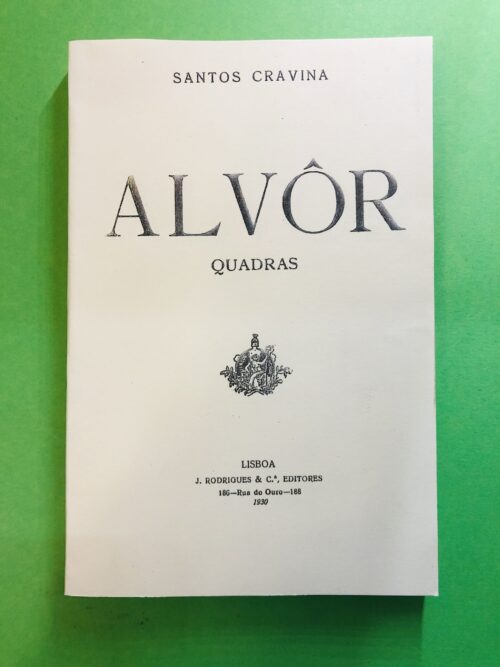 SANTOS CRAVINA
ALVÔR
QUADRAS
LISBOA
J. RODRIGUES & C.ª, EDITORES
186—Rua do Ouro—188
1930